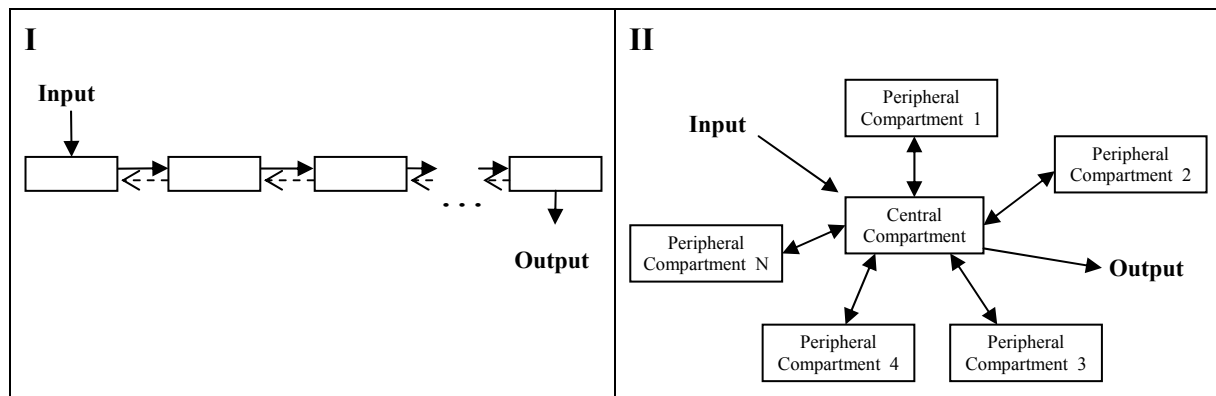 I
Input
. . .
Output
II
Input
Peripheral
Compartment 1
Peripheral
Compartment 2
Central
Compartment
Peripheral
Compartment N
Output
Peripheral
Compartment 4
Peripheral
Compartment 3